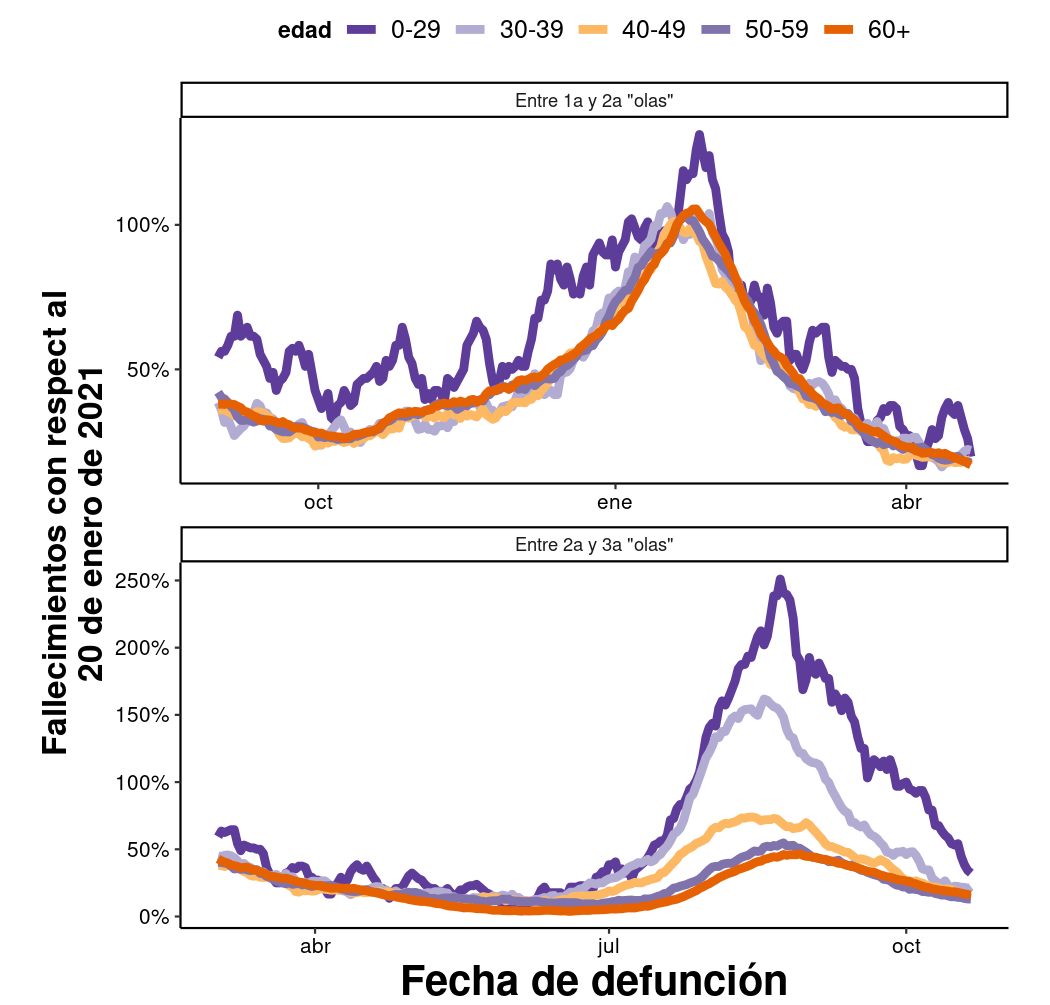 edad 0-29 30-39 40-49 50-59 60+
Entre 1a y 2a "olas"
100%
50%
oct ene abr
Entre 2a y 3a "olas"
250%
200%
150%
100%
50%
0%
abr jul oct
Fallecimientos con respect al
20 de enero de 2021
Fecha de defunción